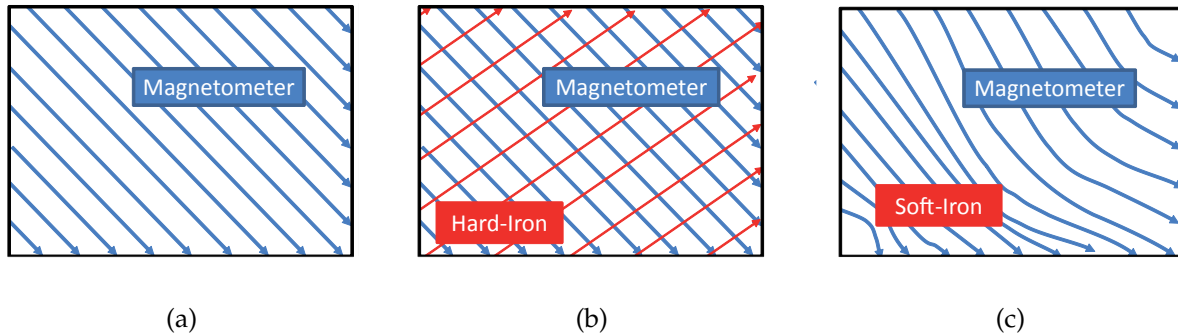 Magnetometer
Magnetometer
Hard-Iron
Magnetometer
Soft-Iron
(a)
(b)
(c)